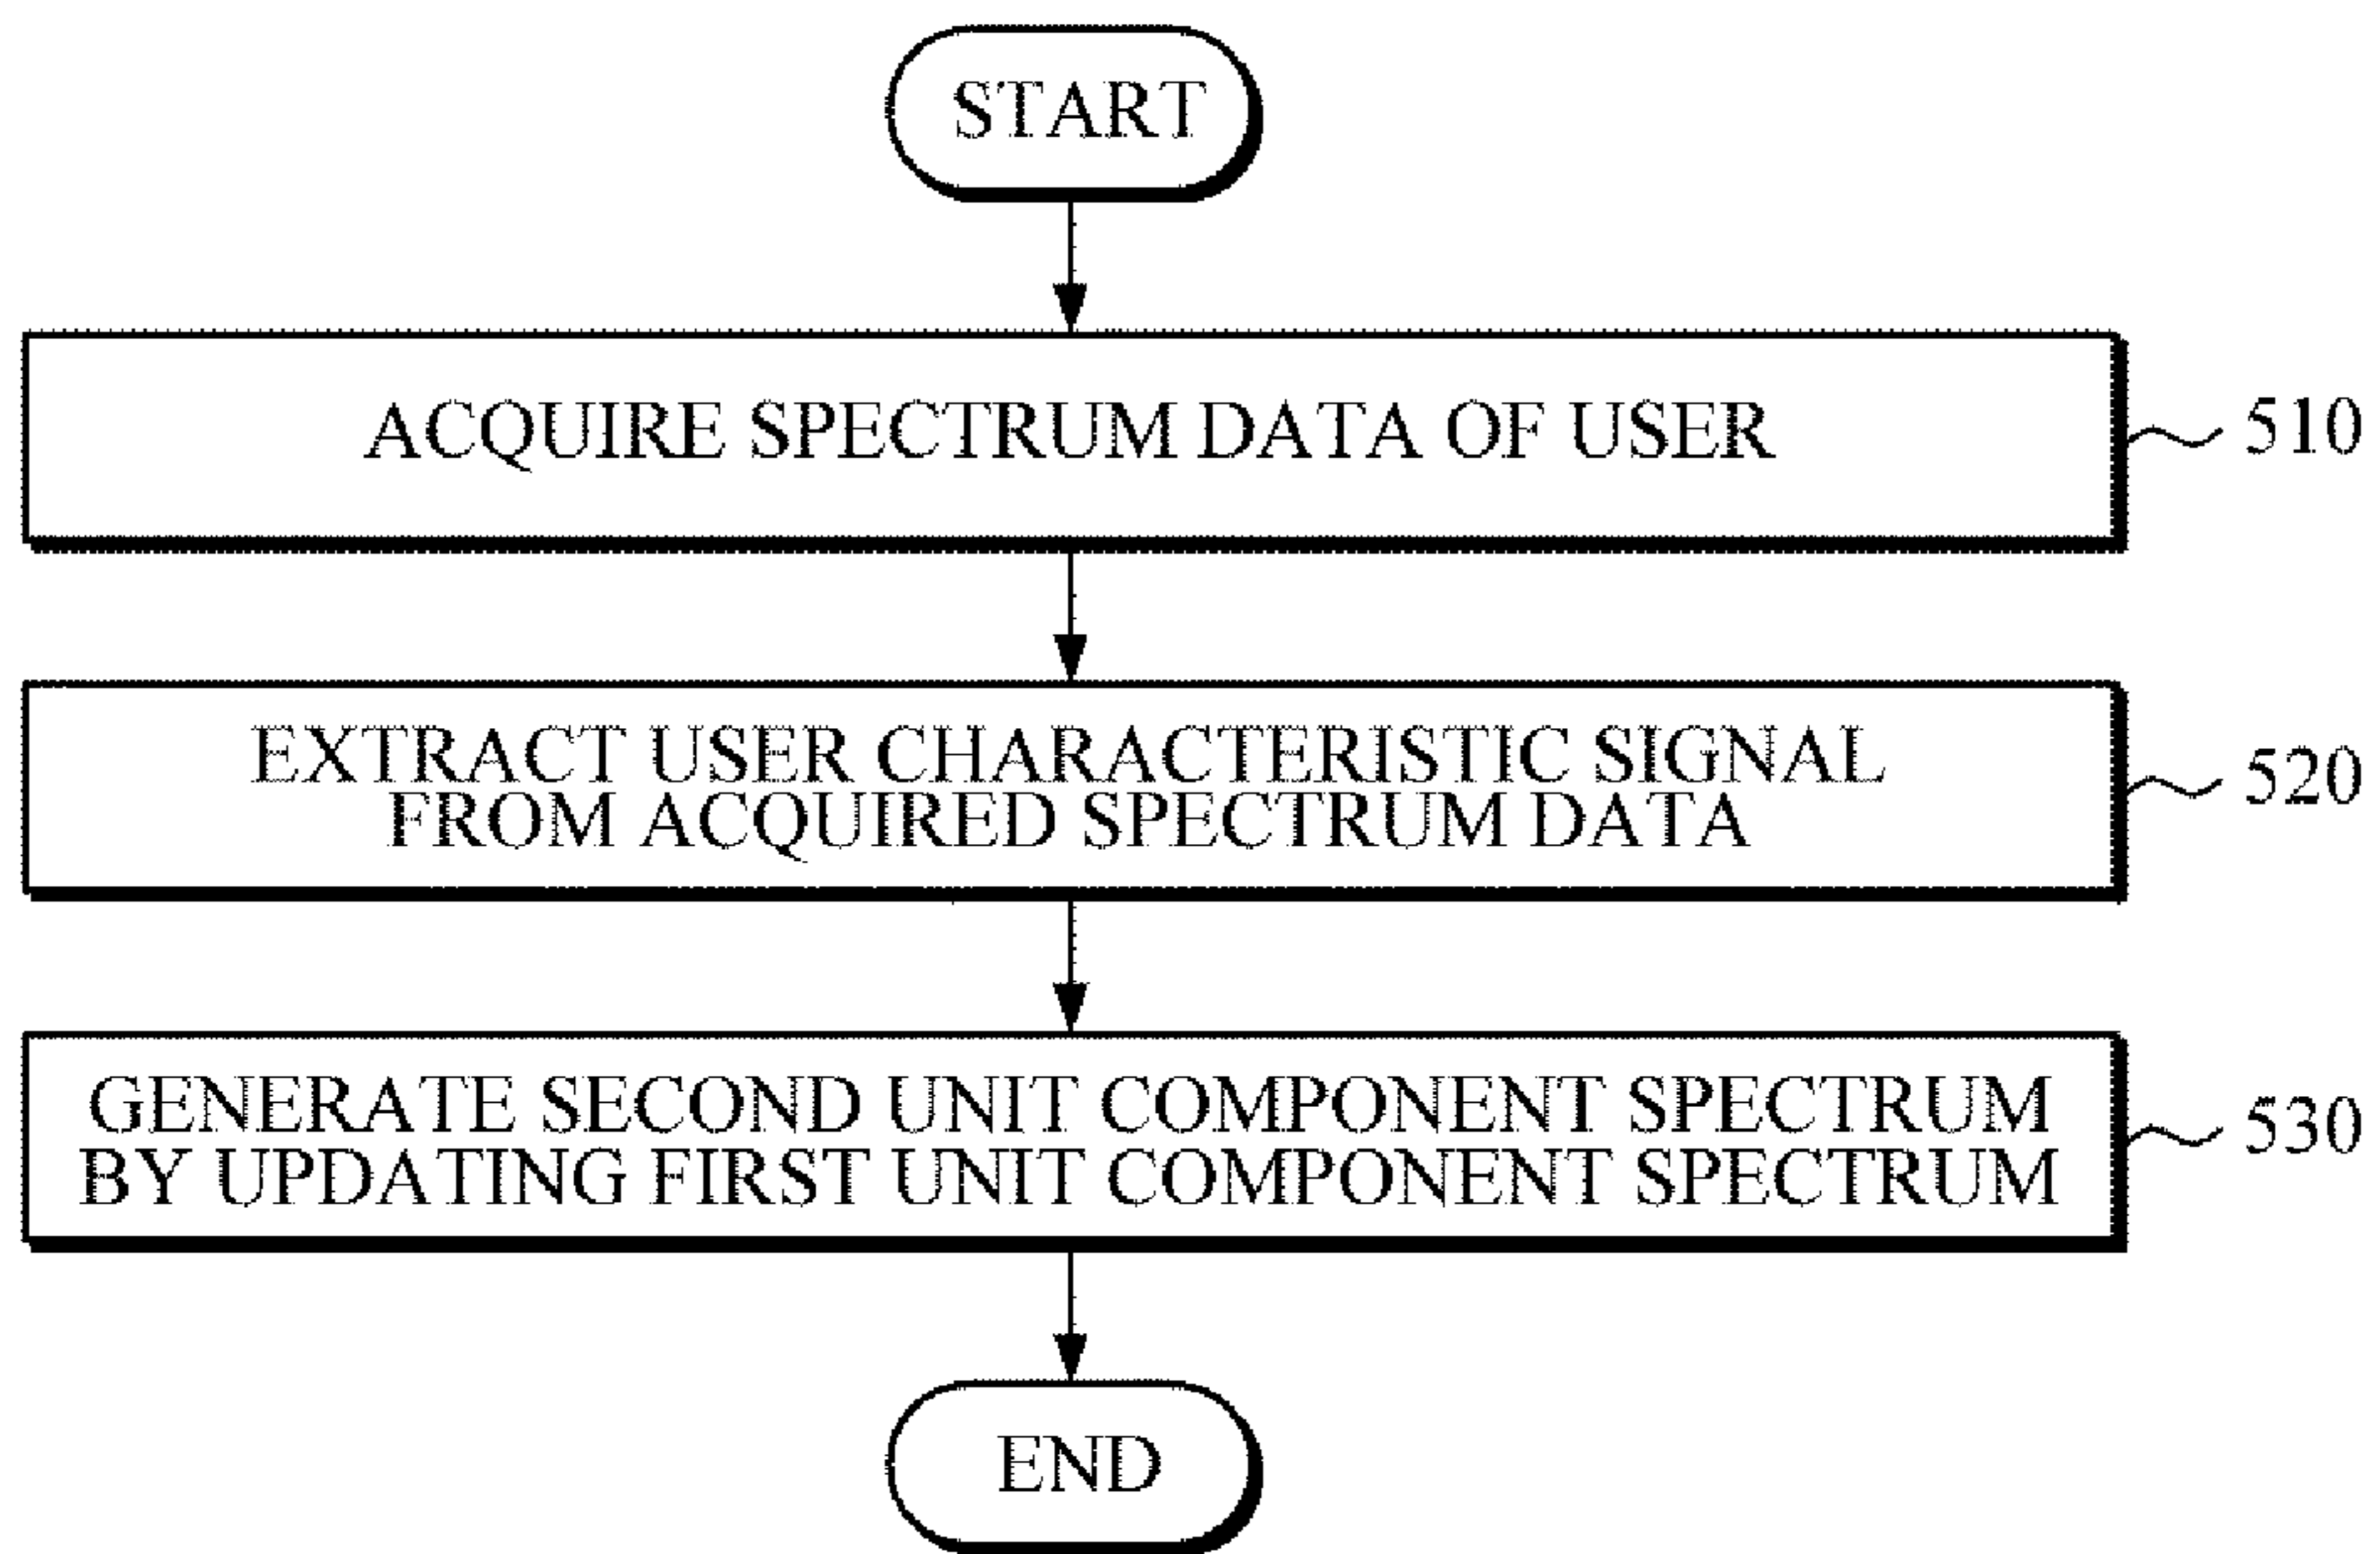 START
ACQUIRE SPECTRUM DATA OF USER
510
EXTRACT USER CHARACTERISTIC SIGNAL
FROM ACQUIRED SPECTRUM DATA
520
GENERATE SECOND UNIT COMPONENT SPECTRUM
BY UPDATING FIRST UNIT COMPONENT SPECTRUM
530
END